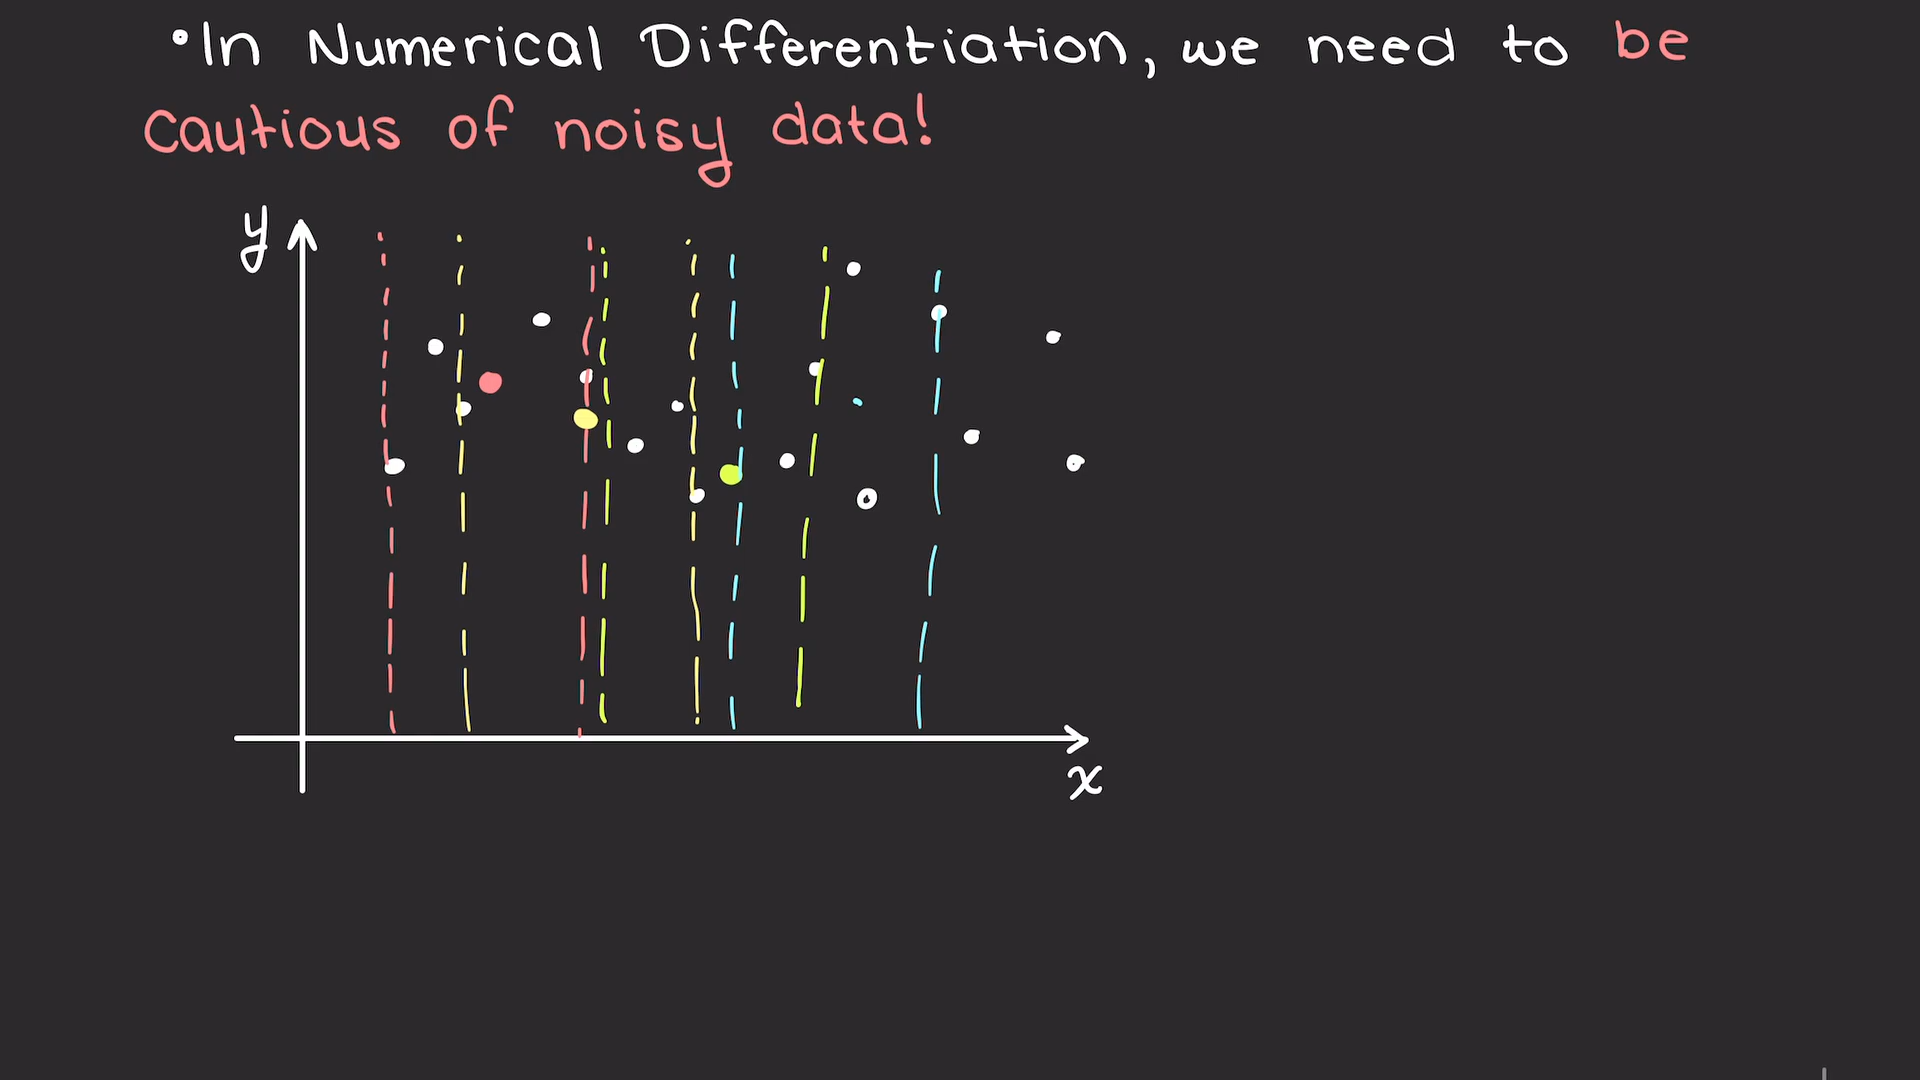 •In Numerical Differentiation, we need to be
cautious of noisy data!
y
x